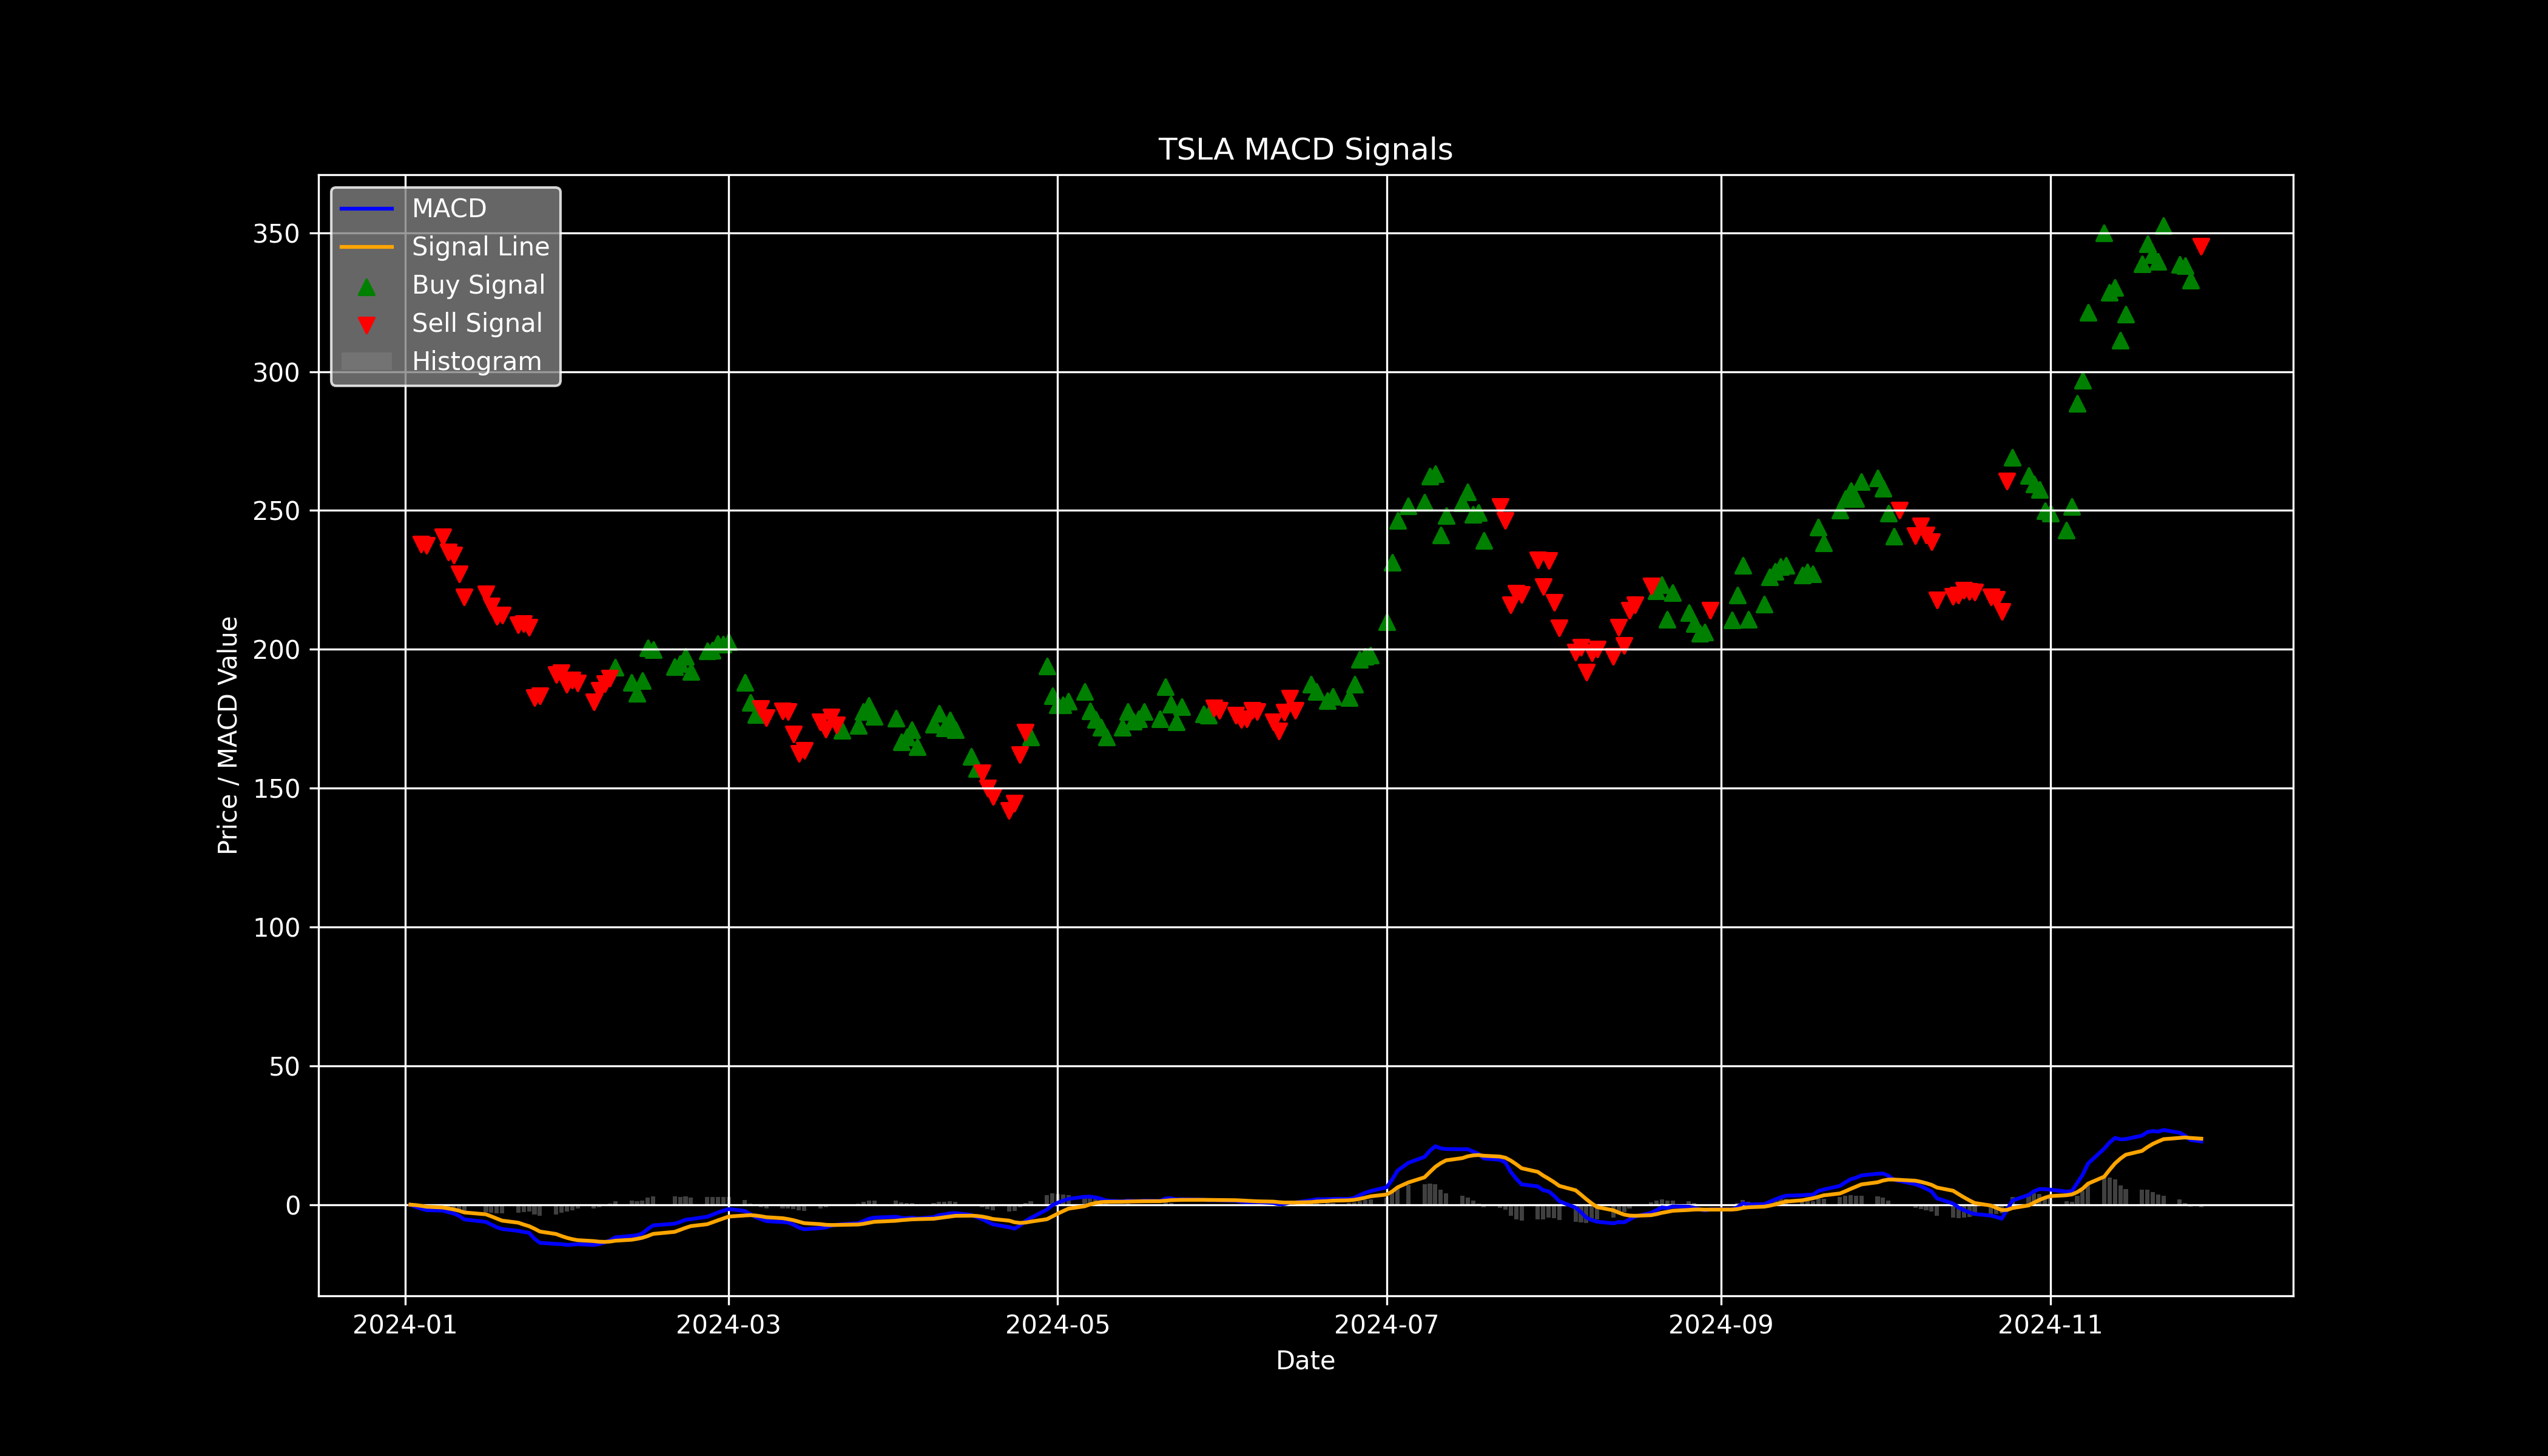 TSLA MACD Signals
MACD
Signal Line
Buy Signal
Sell Signal
Histogram
350
300
250
200
150
100
50
0
Price / MACD Value
2024-01
2024-03
2024-05
2024-07
2024-09
2024-11
Date